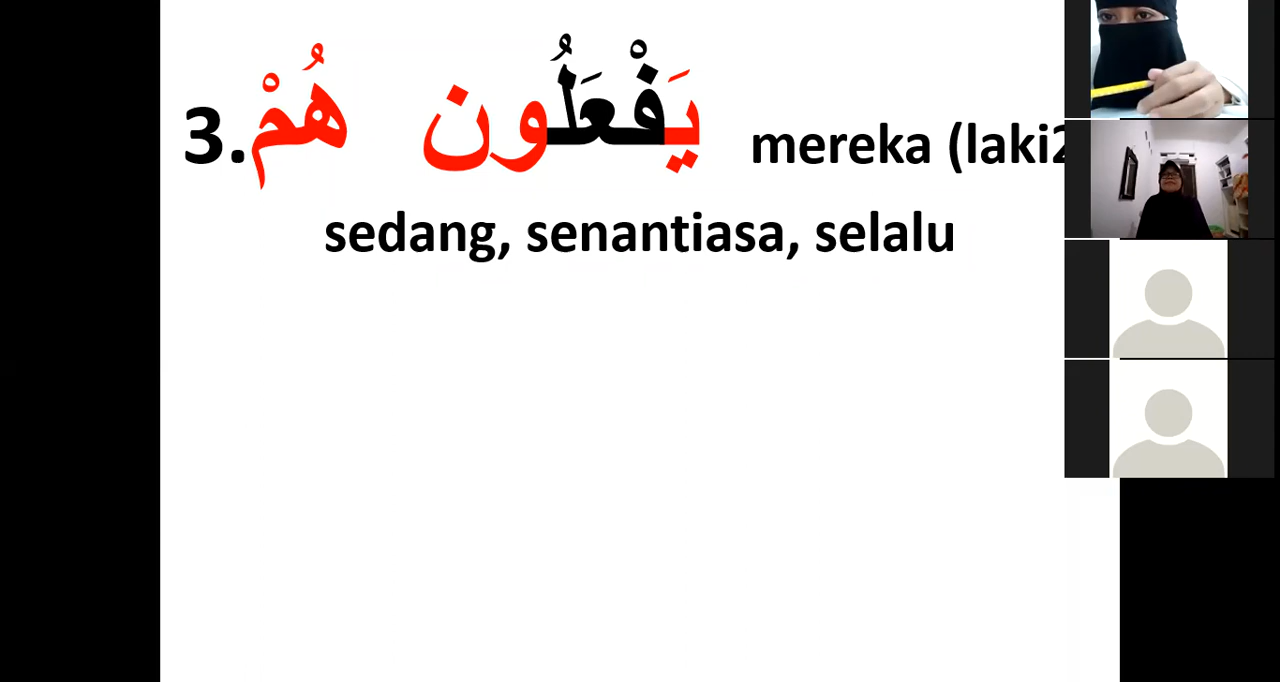 3. هُمْ يَفْعَلُون mereka (laki2
sedang, senantiasa, selalu